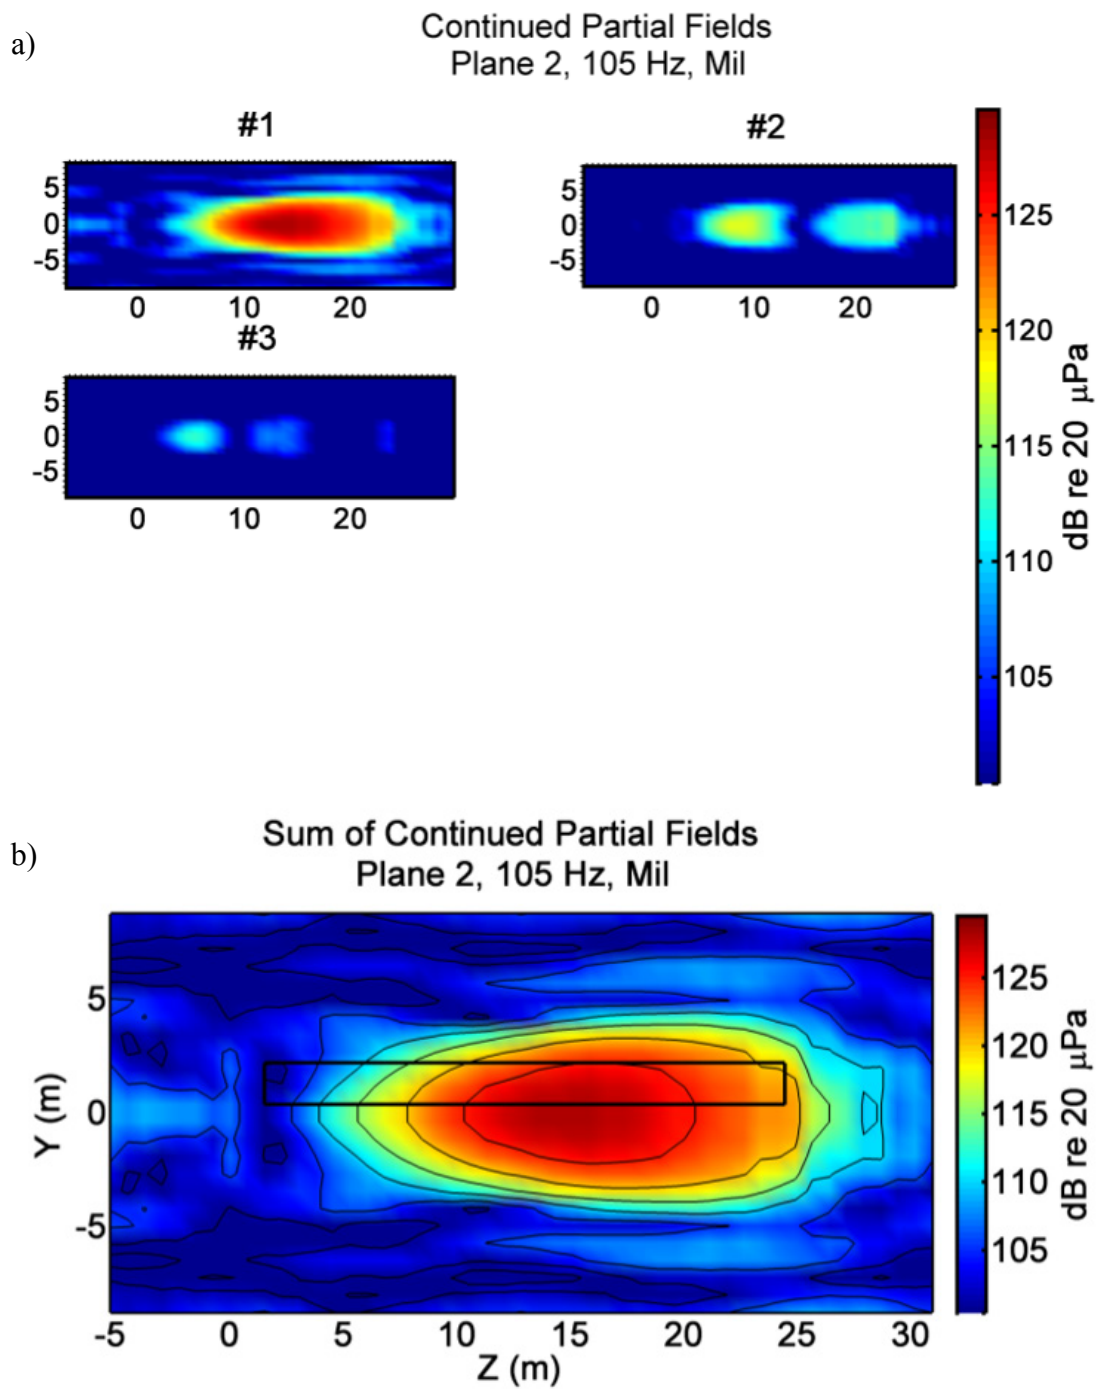 a)
Continued Partial Fields
Plane 2, 105 Hz, Mil
#1
#2
5
0
-5
0 10 20
5
0
-5
0 10 20
#3
5
0
-5
0 10 20
125
120
115
110
105
dB re 20 μPa
b)
Sum of Continued Partial Fields
Plane 2, 105 Hz, Mil
5
0
-5
Y (m)
-5 0 5 10 15 20 25 30
Z (m)
125
120
115
110
105
dB re 20 μPa